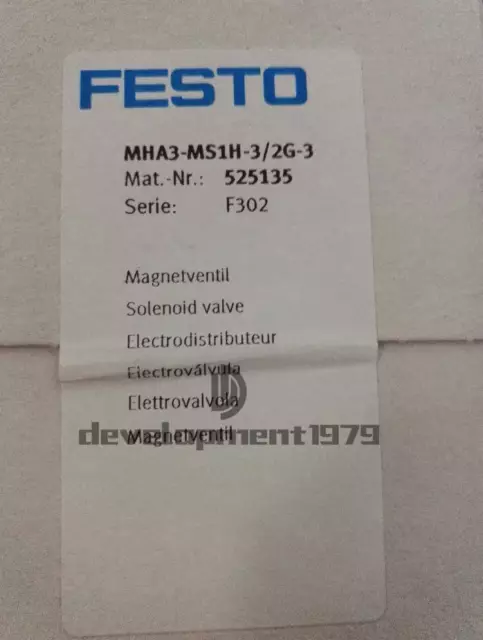 FESTO
MHA3-MS1H-3/2G-3
Mat.-Nr.: 525135
Serie: F302
Magnetventil
Solenoid valve
Electrodistributeur
Electroválvula
Elettrovalvola
Magnetventil
development1979